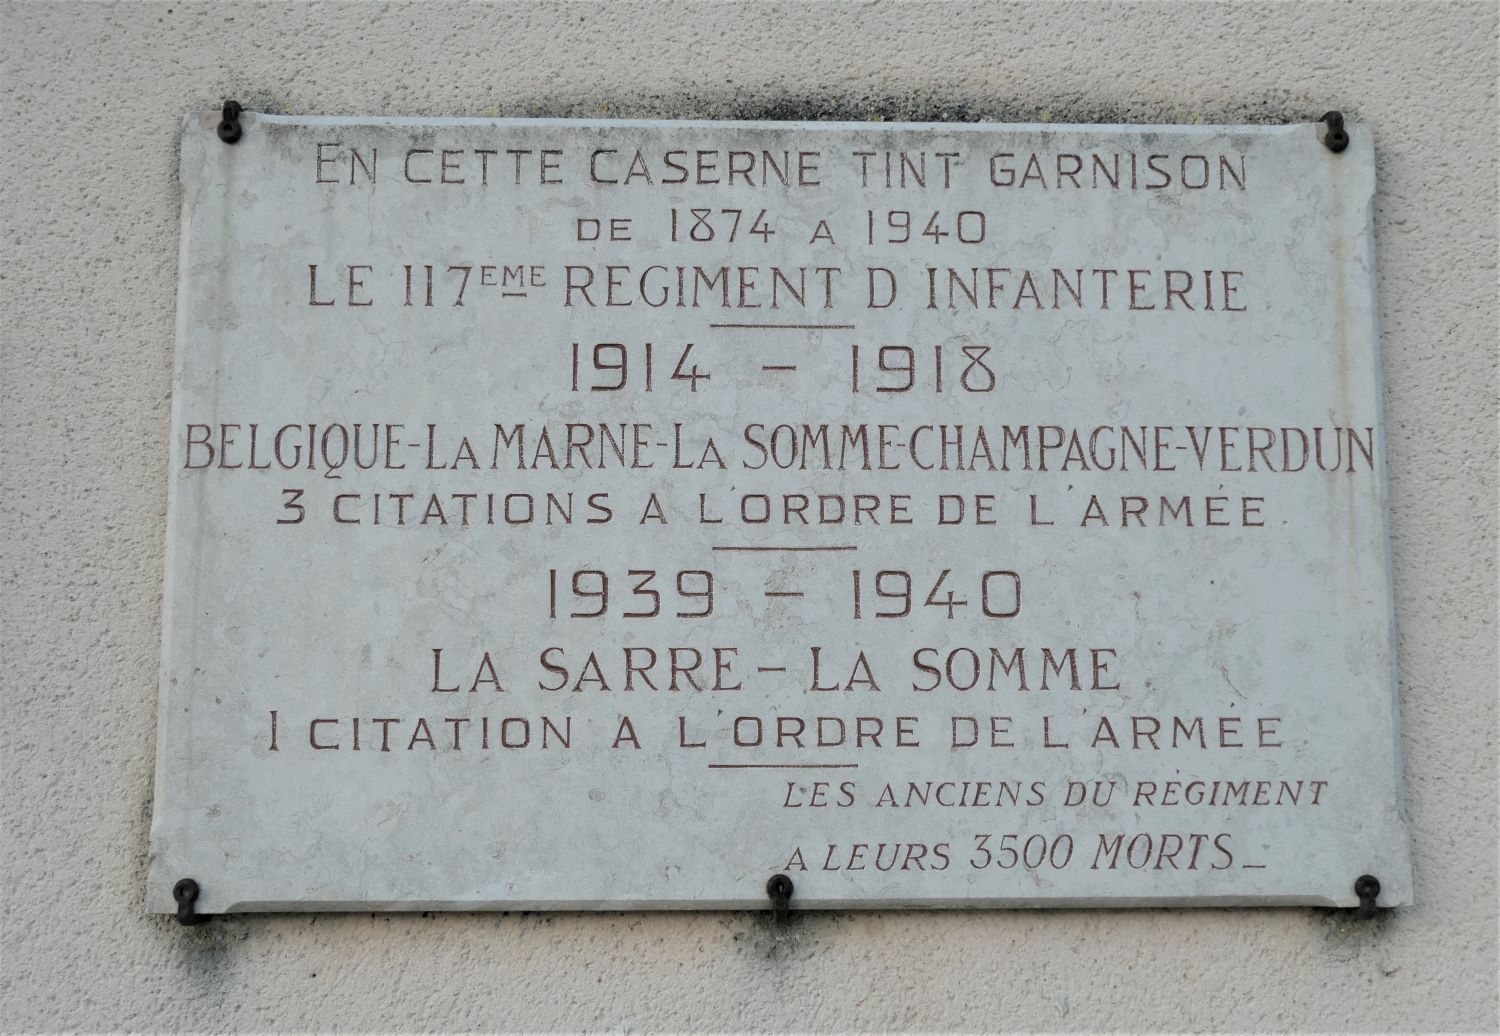 EN CETTE CASERNE TINT GARNISON
DE 1874 A 1940
LE 117EME REGIMENT D INFANTERIE
1914 - 1918
BELGIQUE-LA MARNE-LA SOMME-CHAMPAGNE-VERDUN
3 CITATIONS A L'ORDRE DE L'ARMÉE
1939 - 1940
LA SARRE - LA SOMME
1 CITATION A L'ORDRE DE L'ARMÉE
LES ANCIENS DU RÉGIMENT
A LEURS 3500 MORTS_